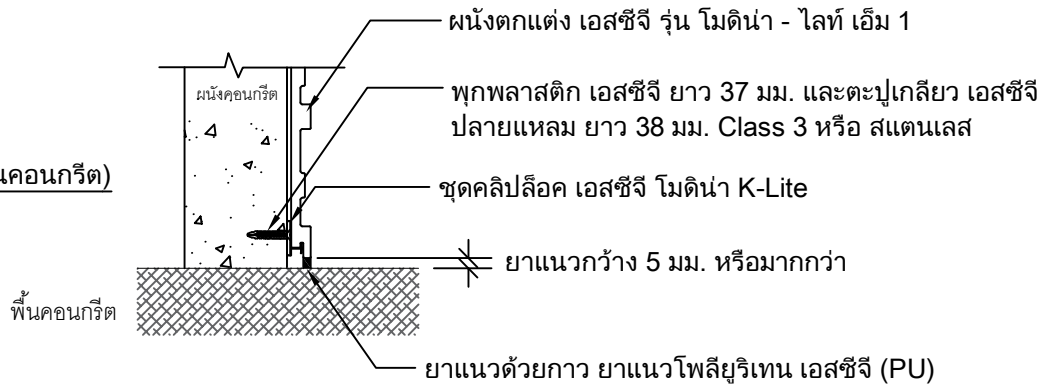 ผนังตกแต่ง เอสซีจี รุ่น โมดิน่า - ไลท์ เอ็ม 1
ผนังคอนกรีต
พุกพลาสติก เอสซีจี ยาว 37 มม. และตะปูเกลียว เอสซีจี
ปลายแหลม ยาว 38 มม. Class 3 หรือ สแตนเลส
นคอนกรีต)
ชุดคลิปล็อค เอสซีจี โมดิน่า K-Lite
ยาแนวกว้าง 5 มม. หรือมากกว่า
พื้นคอนกรีต
ยาแนวด้วยกาว ยาแนวโพลียูริเทน เอสซีจี (PU)